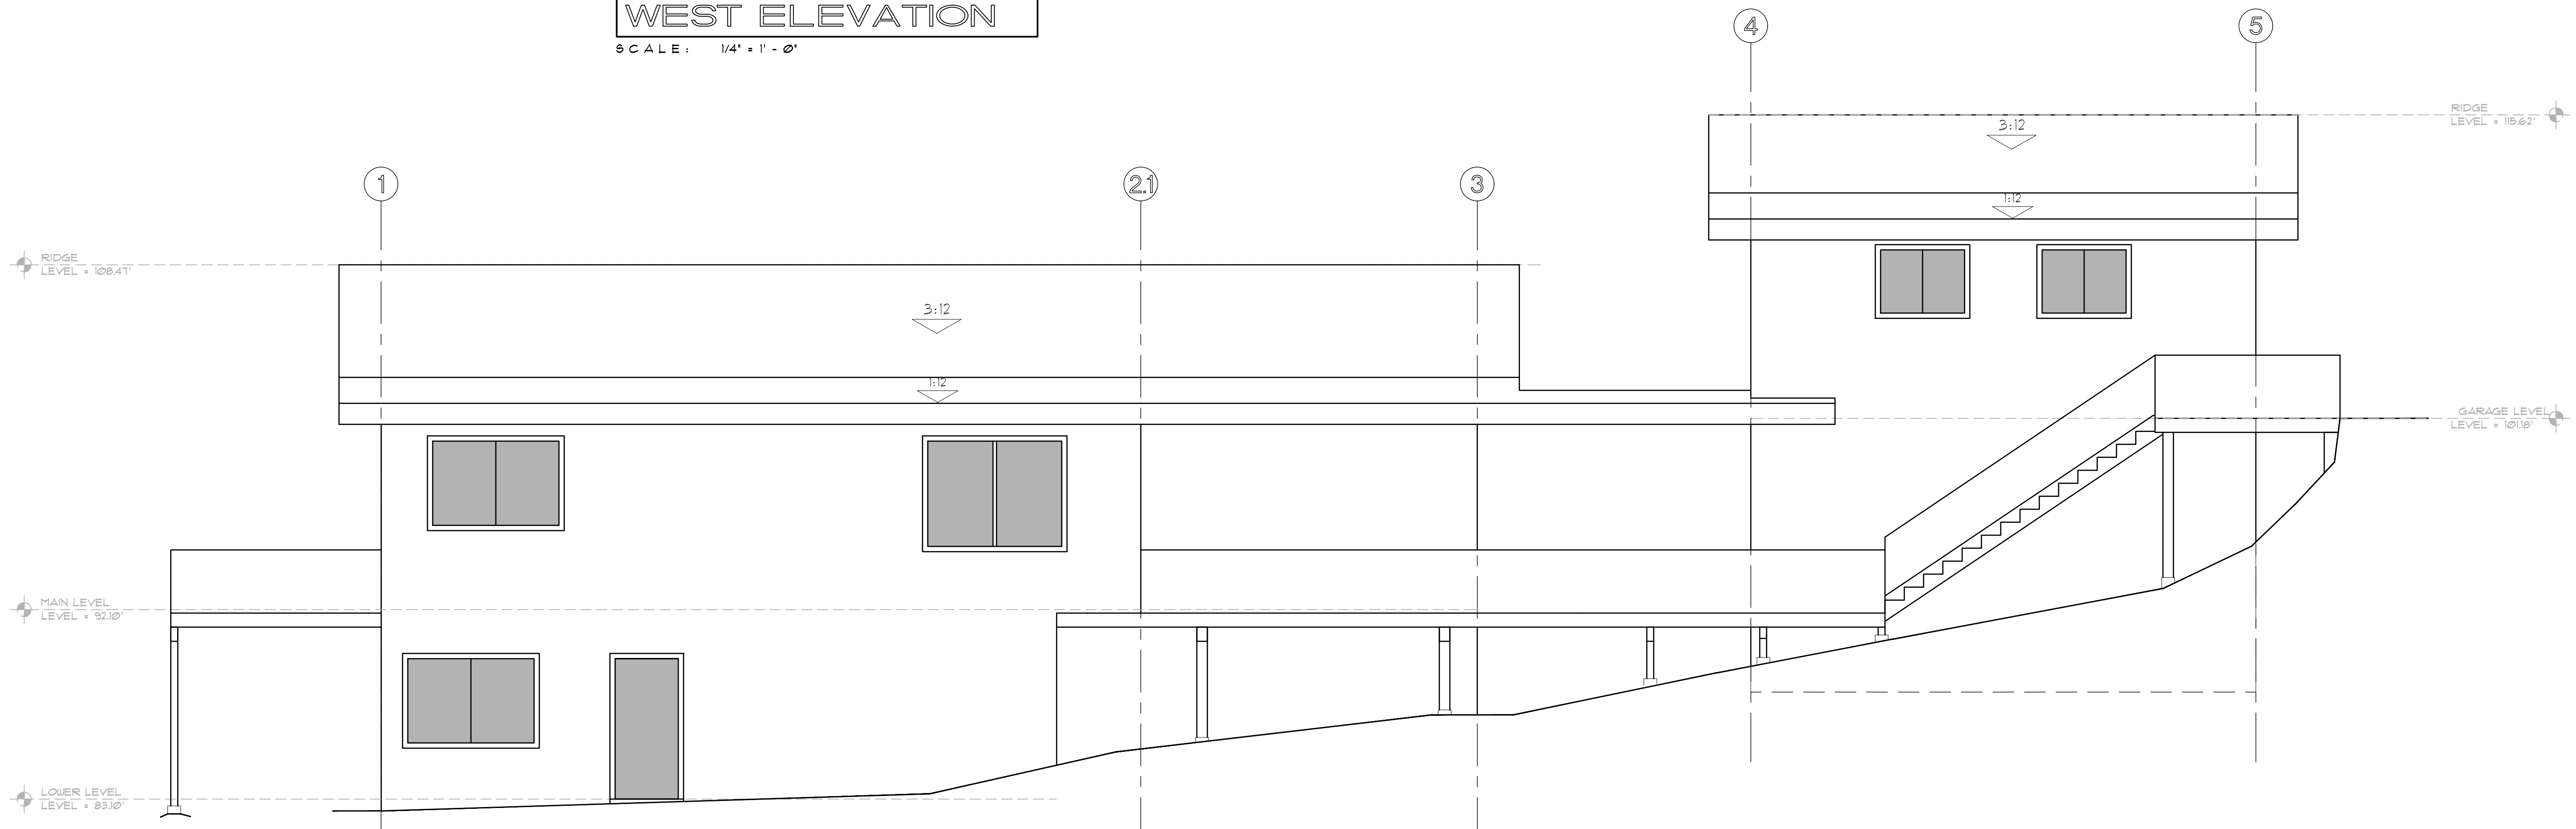 WEST ELEVATION
SCALE: 1/4" = 1' - 0"
4
5
RIDGE
LEVEL = 115.62'
3:12
1
2.1
3
1:12
RIDGE
LEVEL = 108.47'
3:12
1:12
GARAGE LEVEL
LEVEL = 101.18'
MAIN LEVEL
LEVEL = 92.10'
LOWER LEVEL
LEVEL = 83.10'